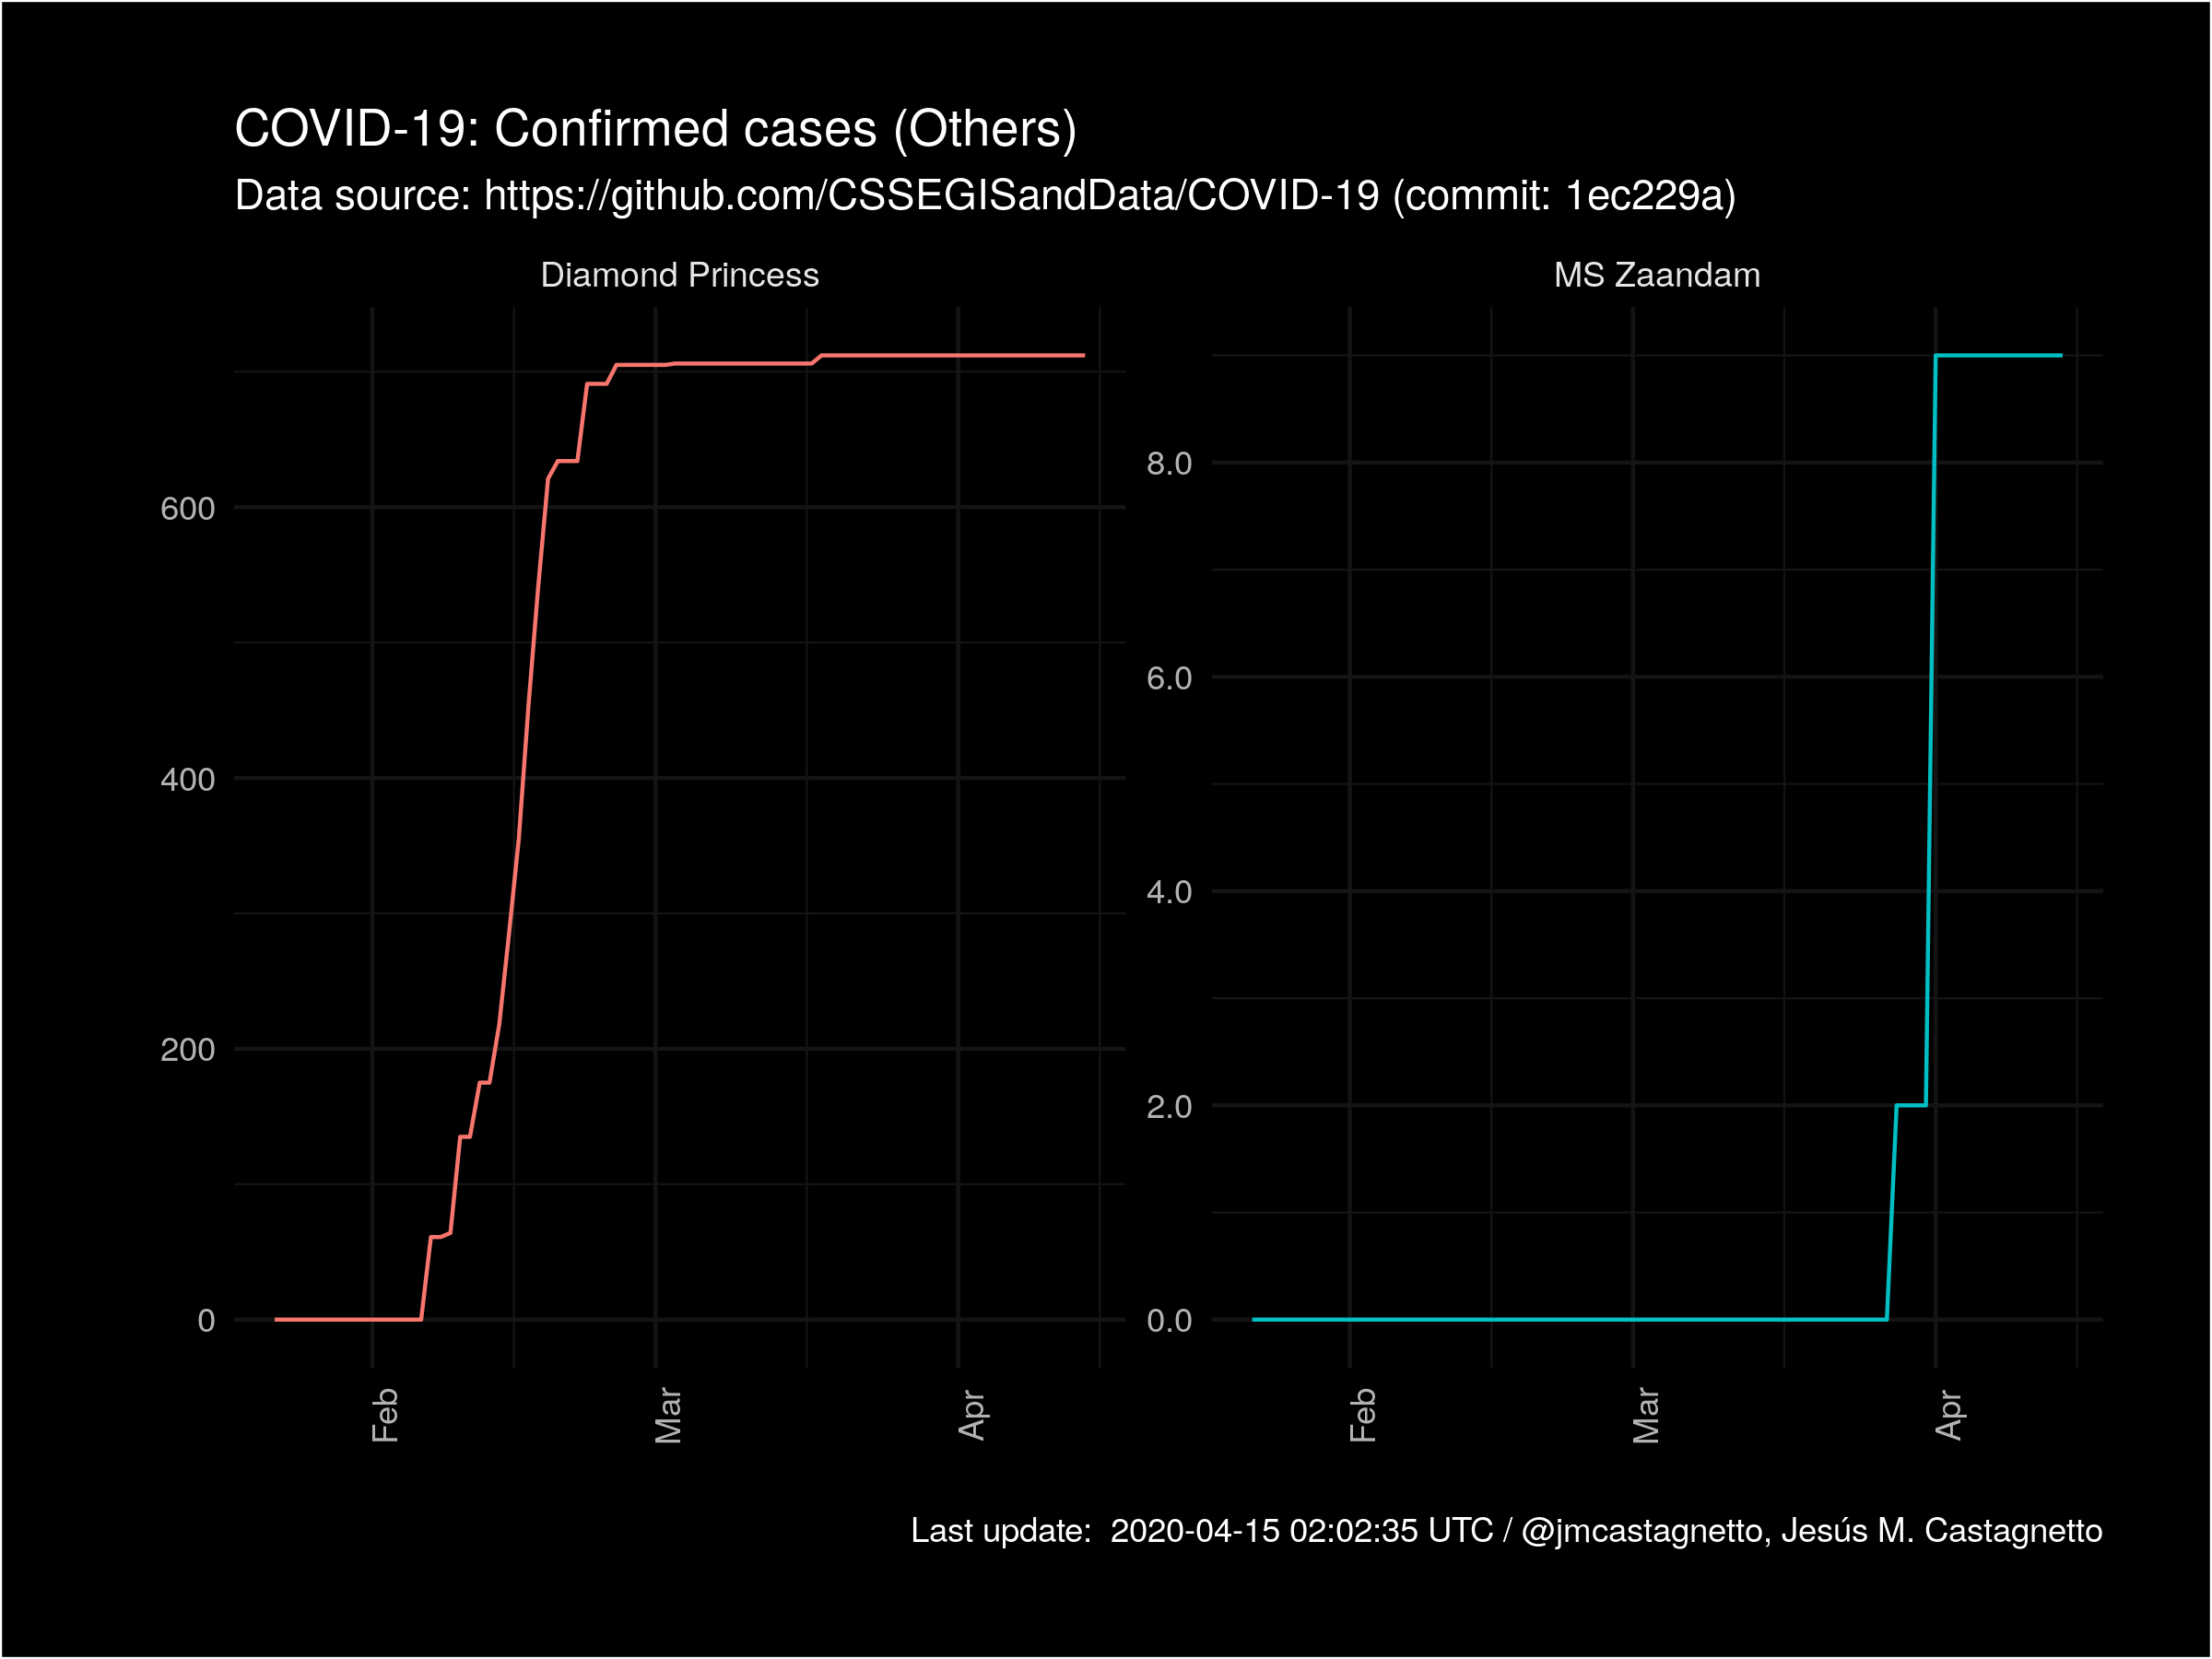 COVID-19: Confirmed cases (Others)
Data source: https://github.com/CSSEGISandData/COVID-19 (commit: 1ec229a)
Diamond Princess
600
400
200
0
Feb
Mar
Apr
MS Zaandam
8.0
6.0
4.0
2.0
0.0
Feb
Mar
Apr
Last update:  2020-04-15 02:02:35 UTC / @jmcastagnetto, Jesús M. Castagnetto